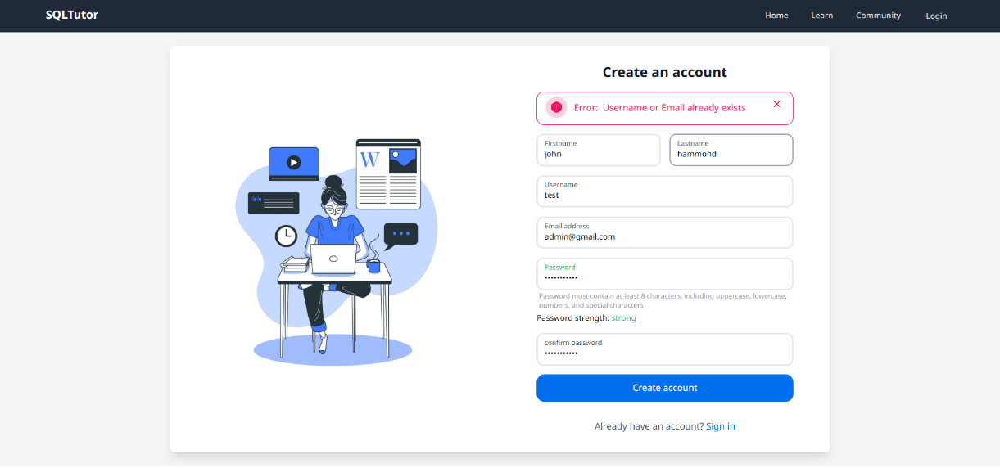 SQLTutor
Home Learn Community Login
Create an account
Error: Username or Email already exists
Firstname
john
Lastname
hammond
Username
test
Email address
admin@gmail.com
Password
•••••••••••
Password must contain at least 8 characters, including uppercase, lowercase,
numbers, and special characters
Password strength: strong
confirm password
•••••••••••
Create account
Already have an account? Sign in
W